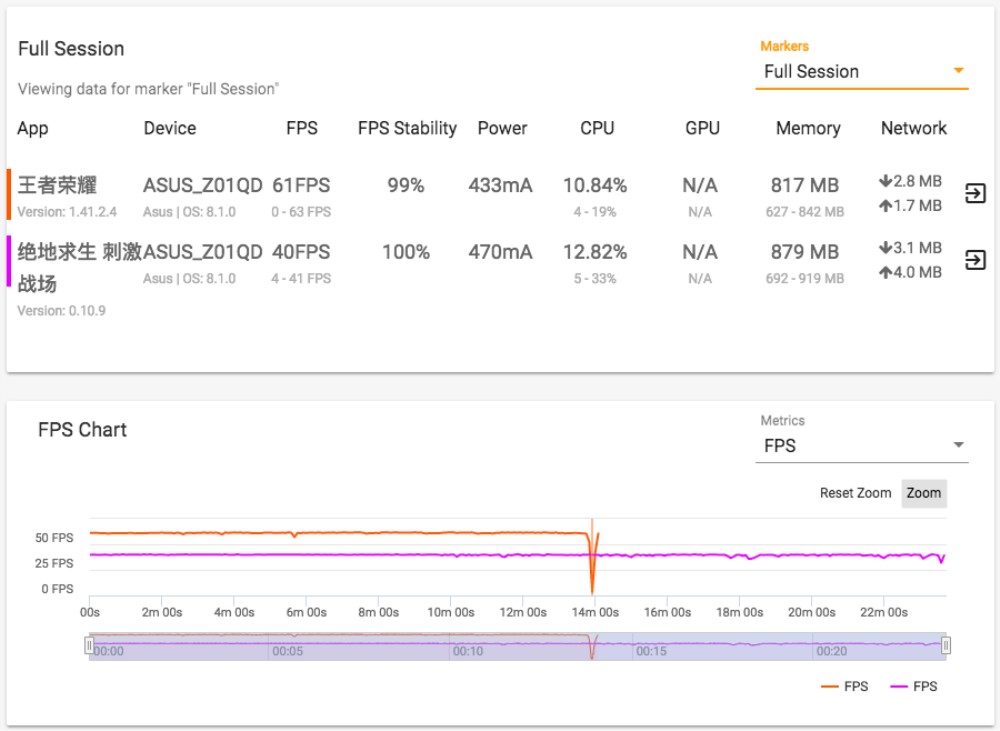 Full Session
Markers
Full Session
Viewing data for marker "Full Session"
App Device FPS FPS Stability Power CPU GPU Memory Network
王者荣耀 ASUS_Z01QD 61FPS 99% 433mA 10.84% N/A 817 MB 2.8 MB
Version: 1.41.2.4 Asus | OS: 8.1.0 0 - 63 FPS 4 - 19% N/A 627 - 842 MB 1.7 MB
绝地求生 刺激 ASUS_Z01QD 40FPS 100% 470mA 12.82% N/A 879 MB 3.1 MB
战场 Asus | OS: 8.1.0 4 - 41 FPS 5 - 33% N/A 692 - 919 MB 4.0 MB
Version: 0.10.9
FPS Chart
Metrics
FPS
Reset Zoom Zoom
50 FPS
25 FPS
0 FPS
00s 2m 00s 4m 00s 6m 00s 8m 00s 10m 00s 12m 00s 14m 00s 16m 00s 18m 00s 20m 00s 22m 00s
00:00 00:05 00:10 00:15 00:20
FPS FPS